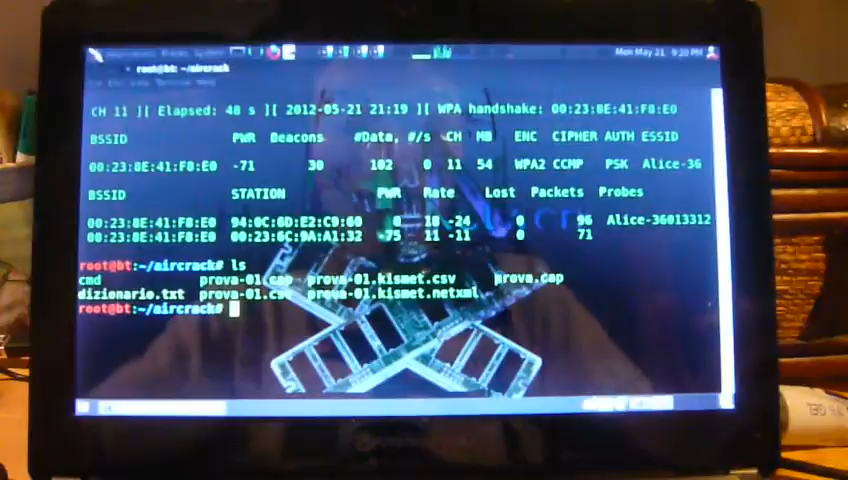 Mon May 21, 9:20 PM
root@bt: ~/aircrack
CH 11 ][ Elapsed: 48 s ][ 2012-05-21 21:19 ][ WPA handshake: 00:23:8E:41:F8:E0
BSSID PWR Beacons #Data, #/s CH MB ENC CIPHER AUTH ESSID
00:23:8E:41:F8:E0 -71 30 102 0 11 54 WPA2 CCMP PSK Alice-36
BSSID STATION PWR Rate Lost Packets Probes
00:23:8E:41:F8:E0 94:0C:6D:E2:C9:60 0 18 -24 0 96 Alice-36013312
00:23:8E:41:F8:E0 00:23:6C:9A:A1:32 -75 11 -11 0 71
root@bt:~/aircrack# ls
cmd prova-01.cap prova-01.kismet.csv prova.cap
dizionario.txt prova-01.csv prova-01.kismet.netxml
root@bt:~/aircrack#
GEL